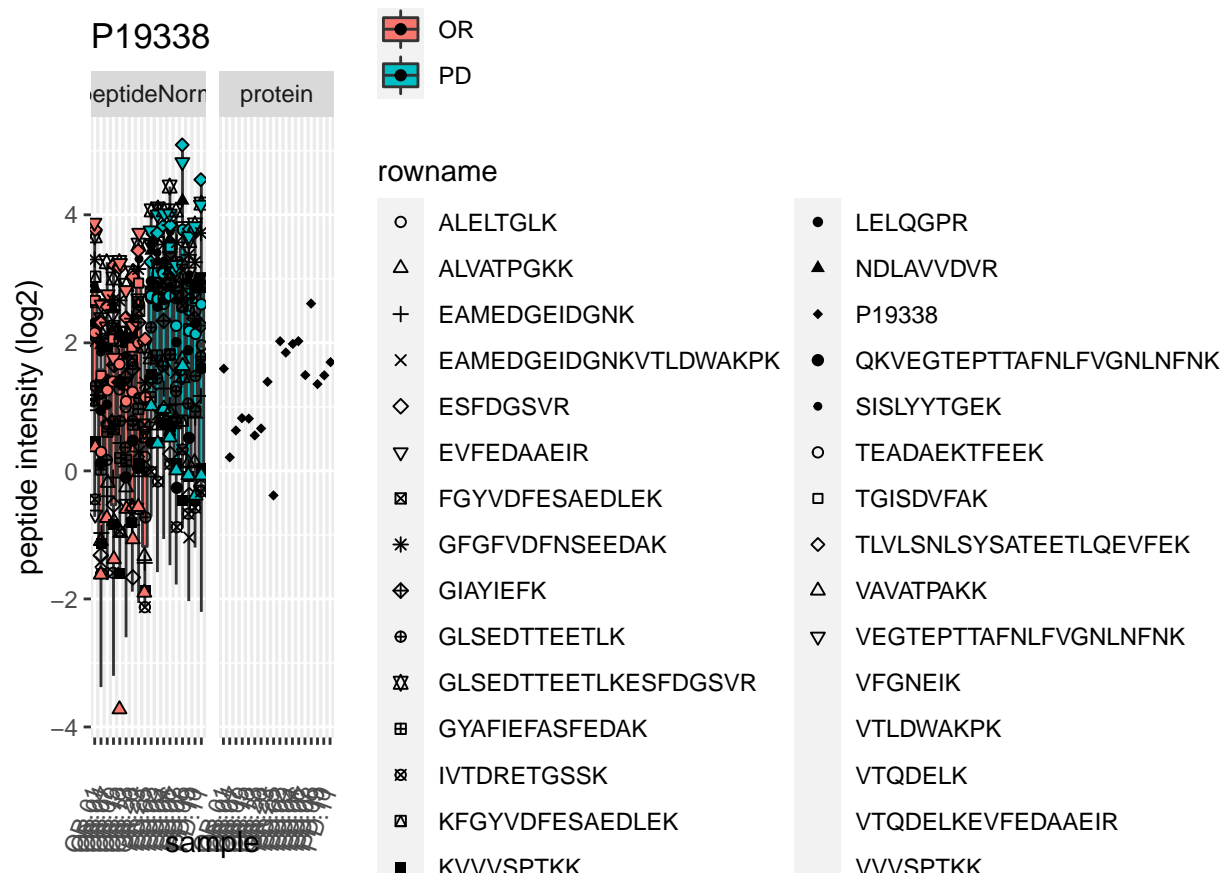 P19338
OR
PD
peptideNorm
protein
rowname
ALELTGLK
ALVATPGKK
EAMEDGEIDGNK
EAMEDGEIDGNKVTLDWAKPK
ESFDGSVR
EVFEDAAEIR
FGYVDFESAEDLEK
GFGFVDFNSEEDAK
GIAYIEFK
GLSEDTTEETLK
GLSEDTTEETLKESFDGSVR
GYAFIEFASFEDAK
IVTDRETGSSK
KFGYVDFESAEDLEK
KVVVSPTKK
LELQGPR
NDLAVVDVR
P19338
QKVEGTEPTTAFNLFVGNLNFNK
SISLYYTGEK
TEADAEKTFEEK
TGISDVFAK
TLVLSNLSYSATEETLQEVFEK
VAVATPAKK
VEGTEPTTAFNLFVGNLNFNK
VFGNEIK
VTLDWAKPK
VTQDELK
VTQDELKEVFEDAAEIR
VVVSPTKK
peptide intensity (log2)
4
2
0
−2
−4
sample